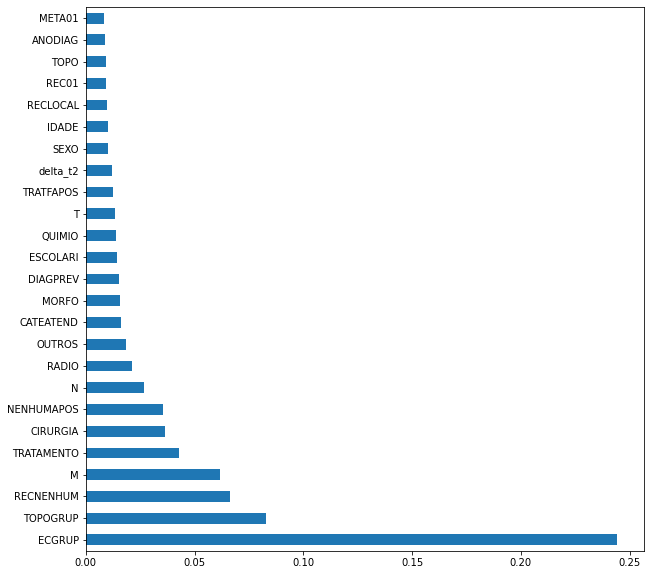 META01
ANODIAG
TOPO
REC01
RECLOCAL
IDADE
SEXO
delta_t2
TRATFAPOS
T
QUIMIO
ESCOLARI
DIAGPREV
MORFO
CATEATEND
OUTROS
RADIO
N
NENHUMAPOS
CIRURGIA
TRATAMENTO
M
RECNENHUM
TOPOGRUP
ECGRUP
0.00 0.05 0.10 0.15 0.20 0.25